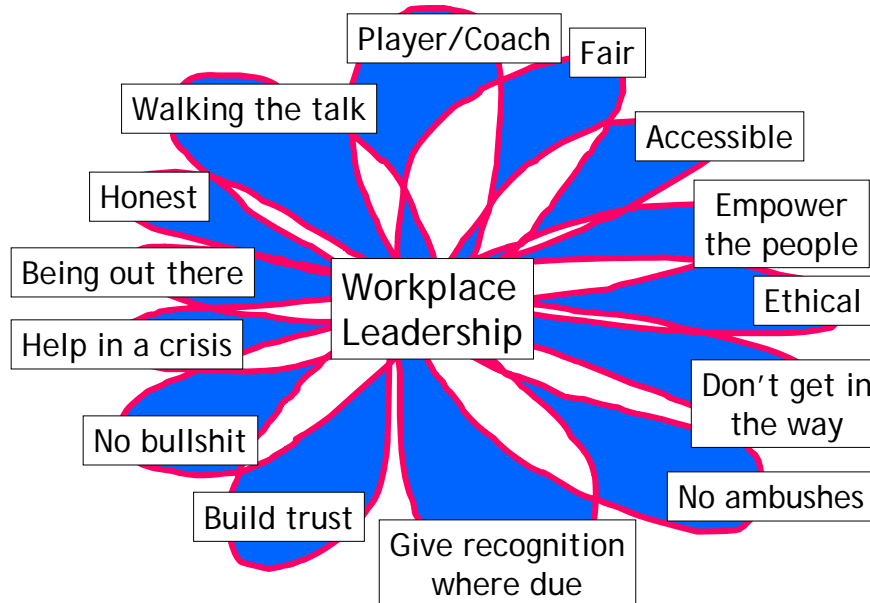 Player/Coach
Fair
Walking the talk
Accessible
Honest
Empower
the people
Being out there
Workplace
Leadership
Ethical
Help in a crisis
Don't get in
the way
No bullshit
No ambushes
Build trust
Give recognition
where due